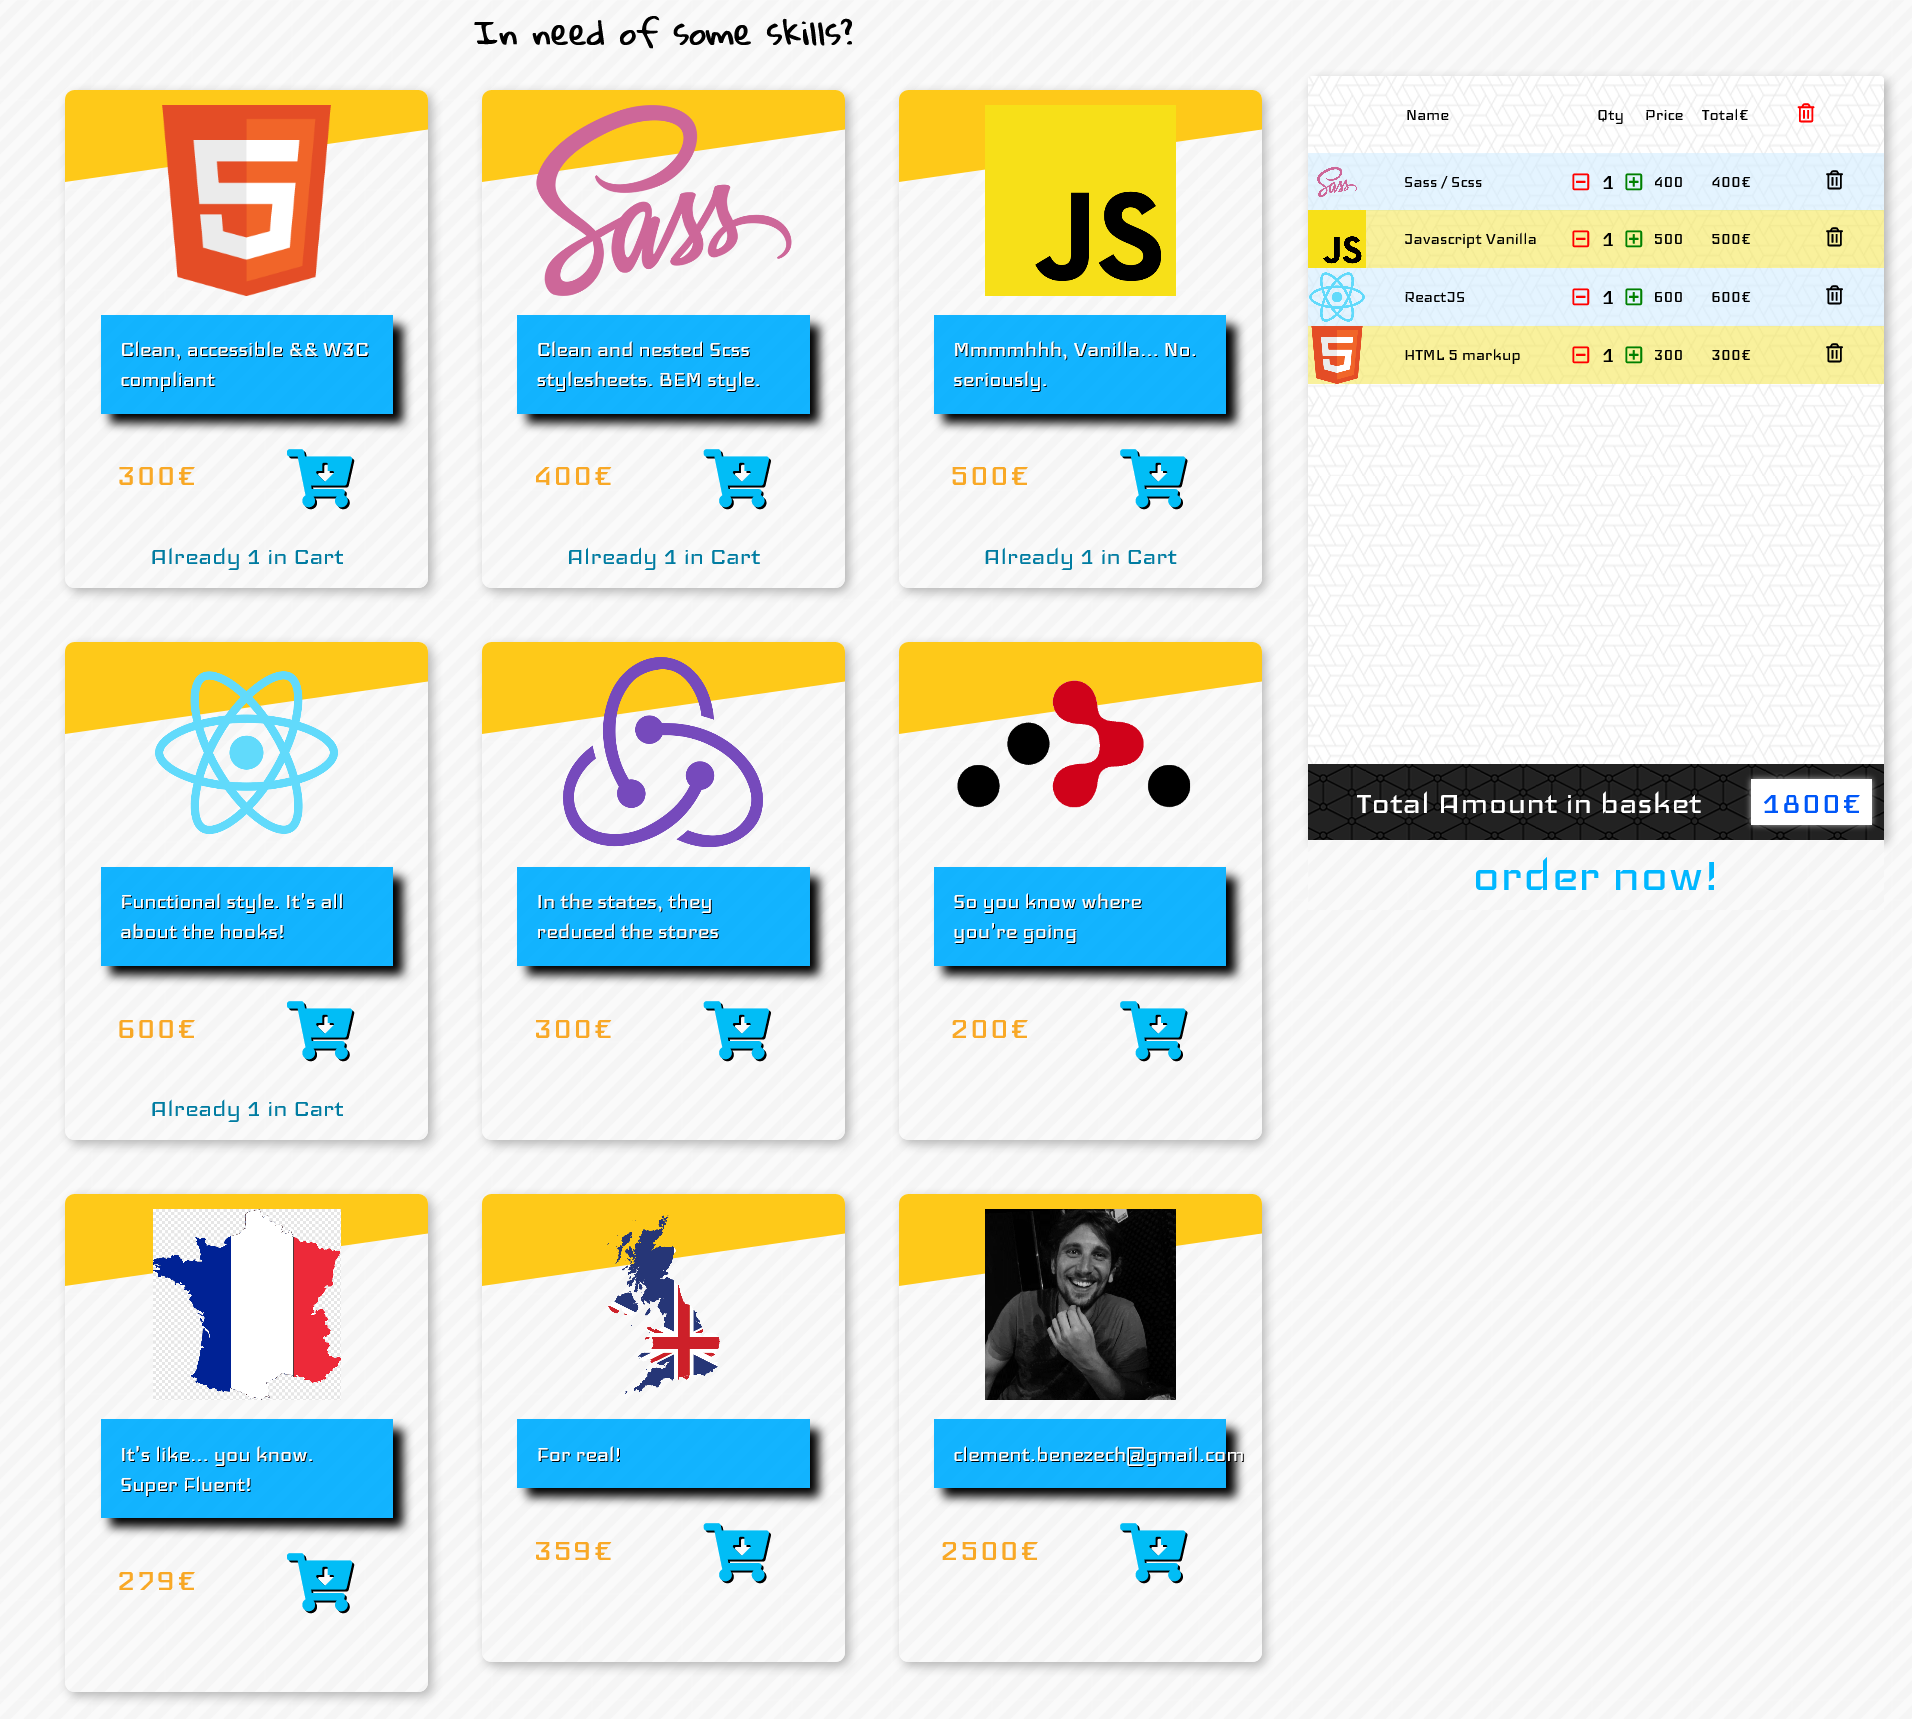 In need of some skills?
Clean, accessible && W3C
compliant
300€
Already 1 in Cart
Sass
Clean and nested Scss
stylesheets. BEM style.
400€
Already 1 in Cart
JS
Mmmmhhh, Vanilla... No.
seriously.
500€
Already 1 in Cart
Functional style. It's all
about the hooks!
600€
Already 1 in Cart
In the states, they
reduced the stores
300€
So you know where
you're going
200€
It's like... you know.
Super Fluent!
279€
For real!
359€
clement.benezech@gmail.com
2500€
Name Qty Price Total€
Sass Sass / Scss 1 400 400€
JS Javascript Vanilla 1 500 500€
ReactJS 1 600 600€
5 HTML 5 markup 1 300 300€
Total Amount in basket 1800€
order now!